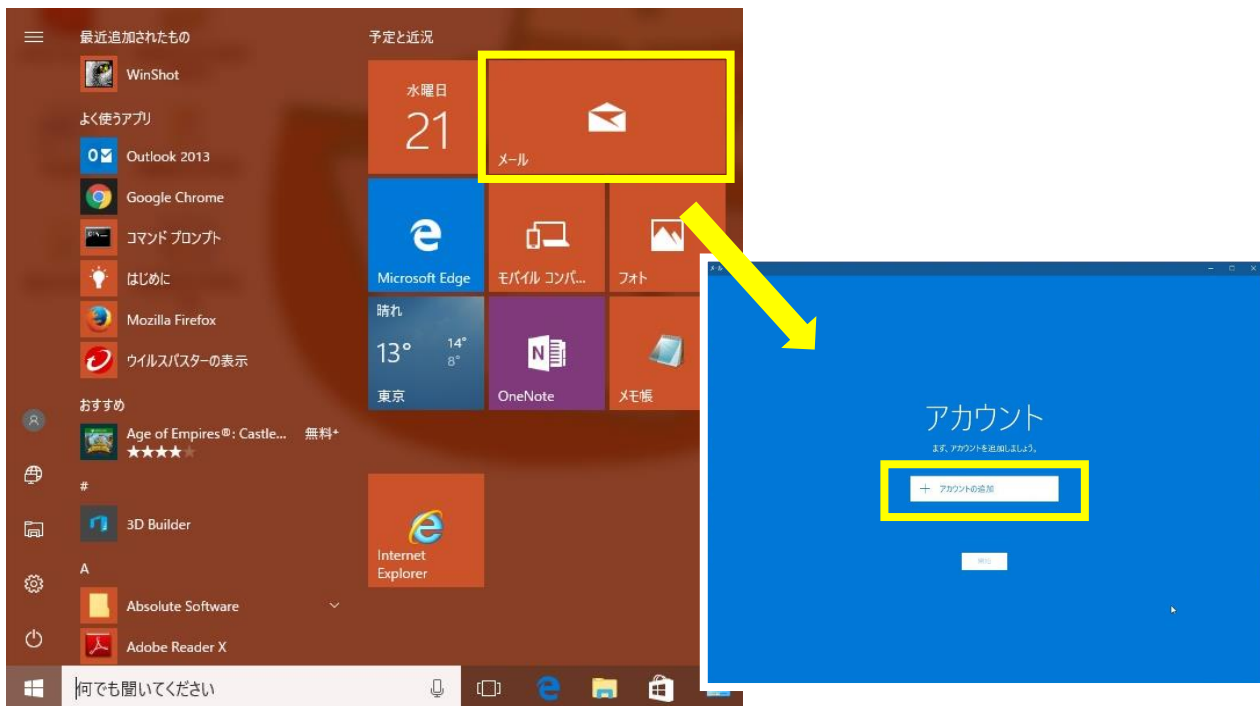 最近追加されたもの
WinShot
よく使うアプリ
Outlook 2013
Google Chrome
コマンド プロンプト
はじめに
Mozilla Firefox
ウイルスバスターの表示
おすすめ
Age of Empires®: Castle... 無料+
#
3D Builder
A
Absolute Software
Adobe Reader X
何でも聞いてください
予定と近況
水曜日
21
メール
Microsoft Edge
モバイル コンパ...
フォト
晴れ
13° 14°
8°
東京
OneNote
メモ帳
Internet
Explorer
メール
アカウント
まず、アカウントを追加しましょう。
+ アカウントの追加